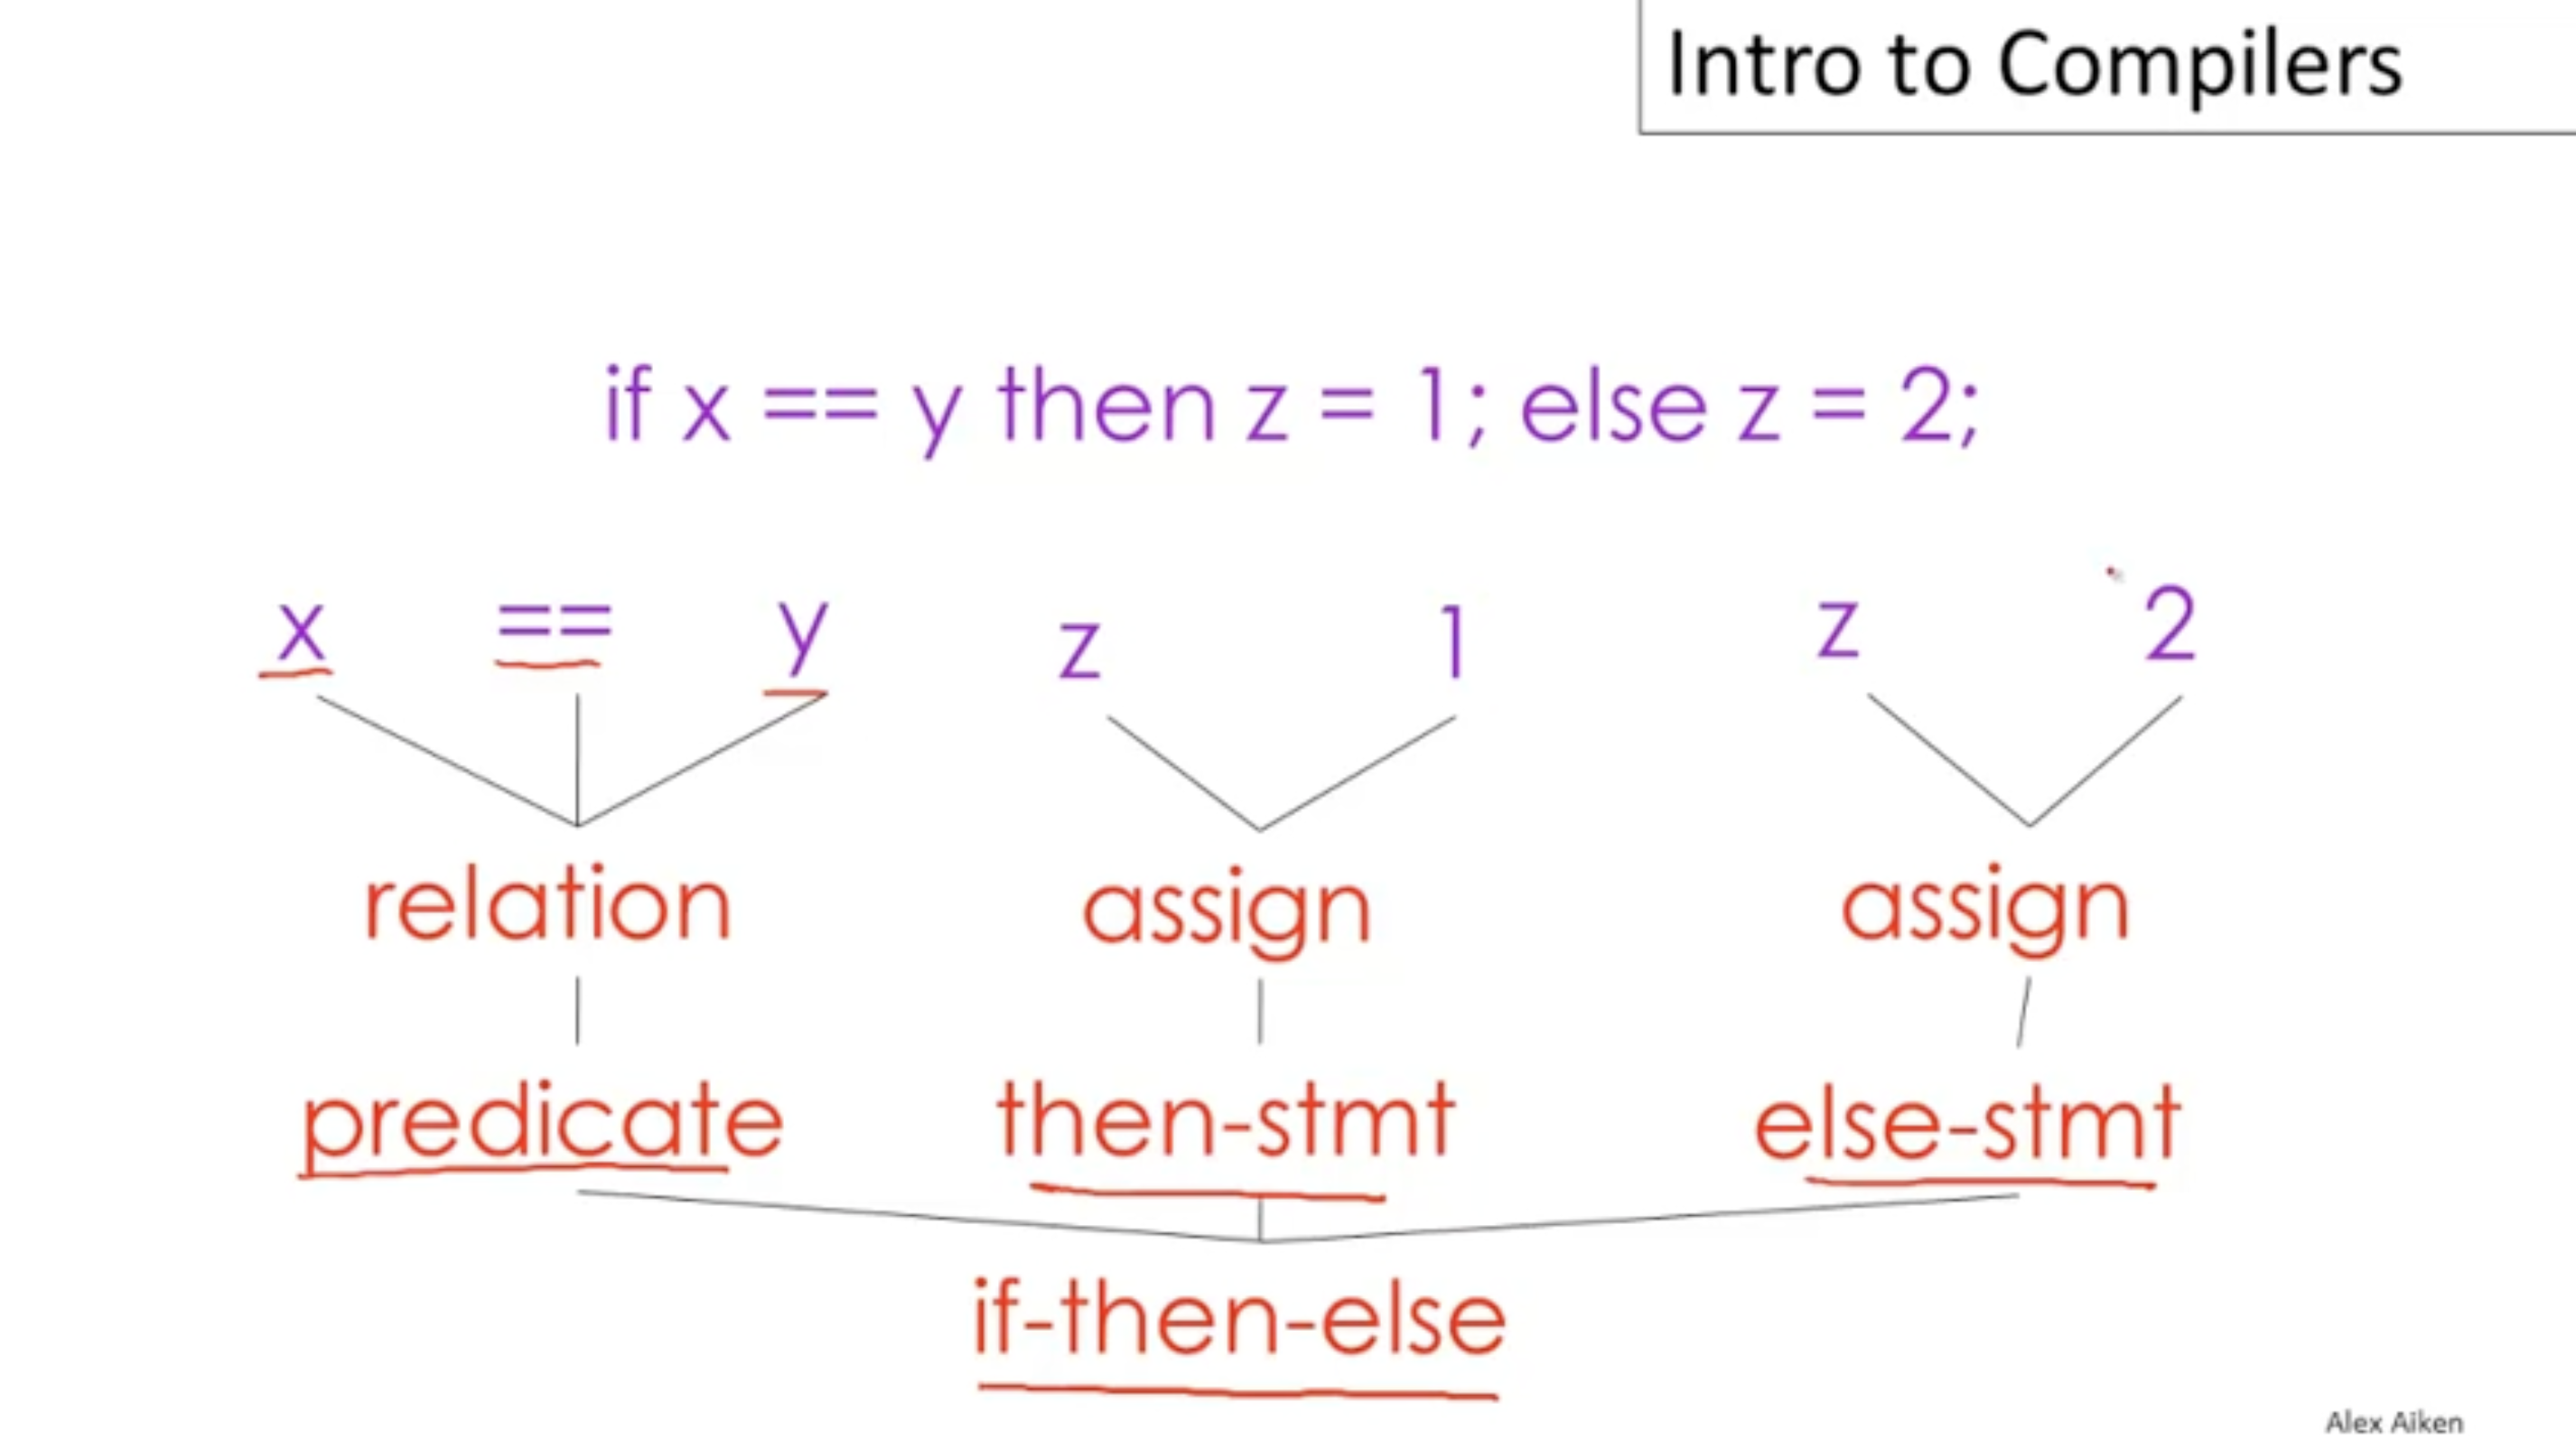 Intro to Compilers
if x == y then z = 1; else z = 2;
x == y z 1 z 2
relation assign assign
predicate then-stmt else-stmt
if-then-else
Alex Aiken